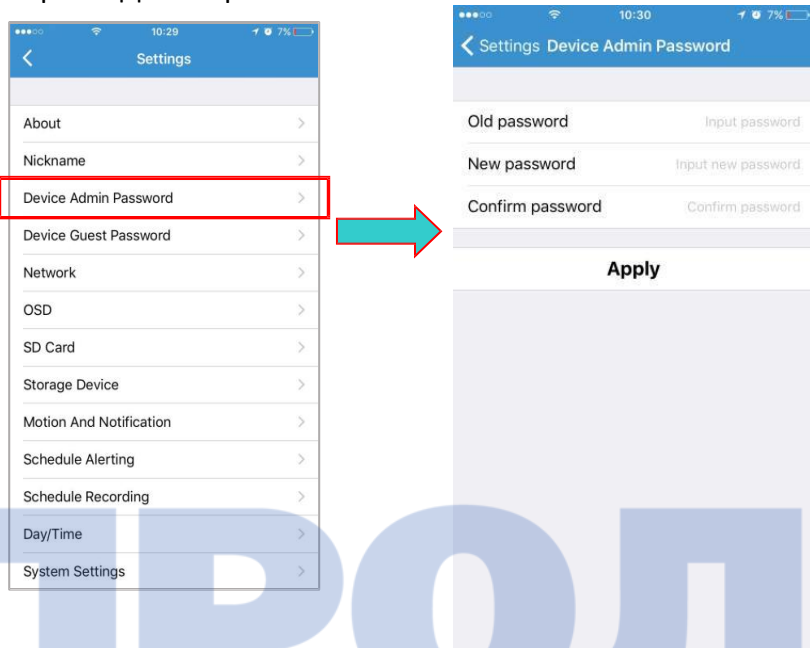 10:29
7%
Settings
About
Nickname
Device Admin Password
Device Guest Password
Network
OSD
SD Card
Storage Device
Motion And Notification
Schedule Alerting
Schedule Recording
Day/Time
System Settings
10:30
7%
Settings Device Admin Password
Old password Input password
New password Input new password
Confirm password Confirm password
Apply